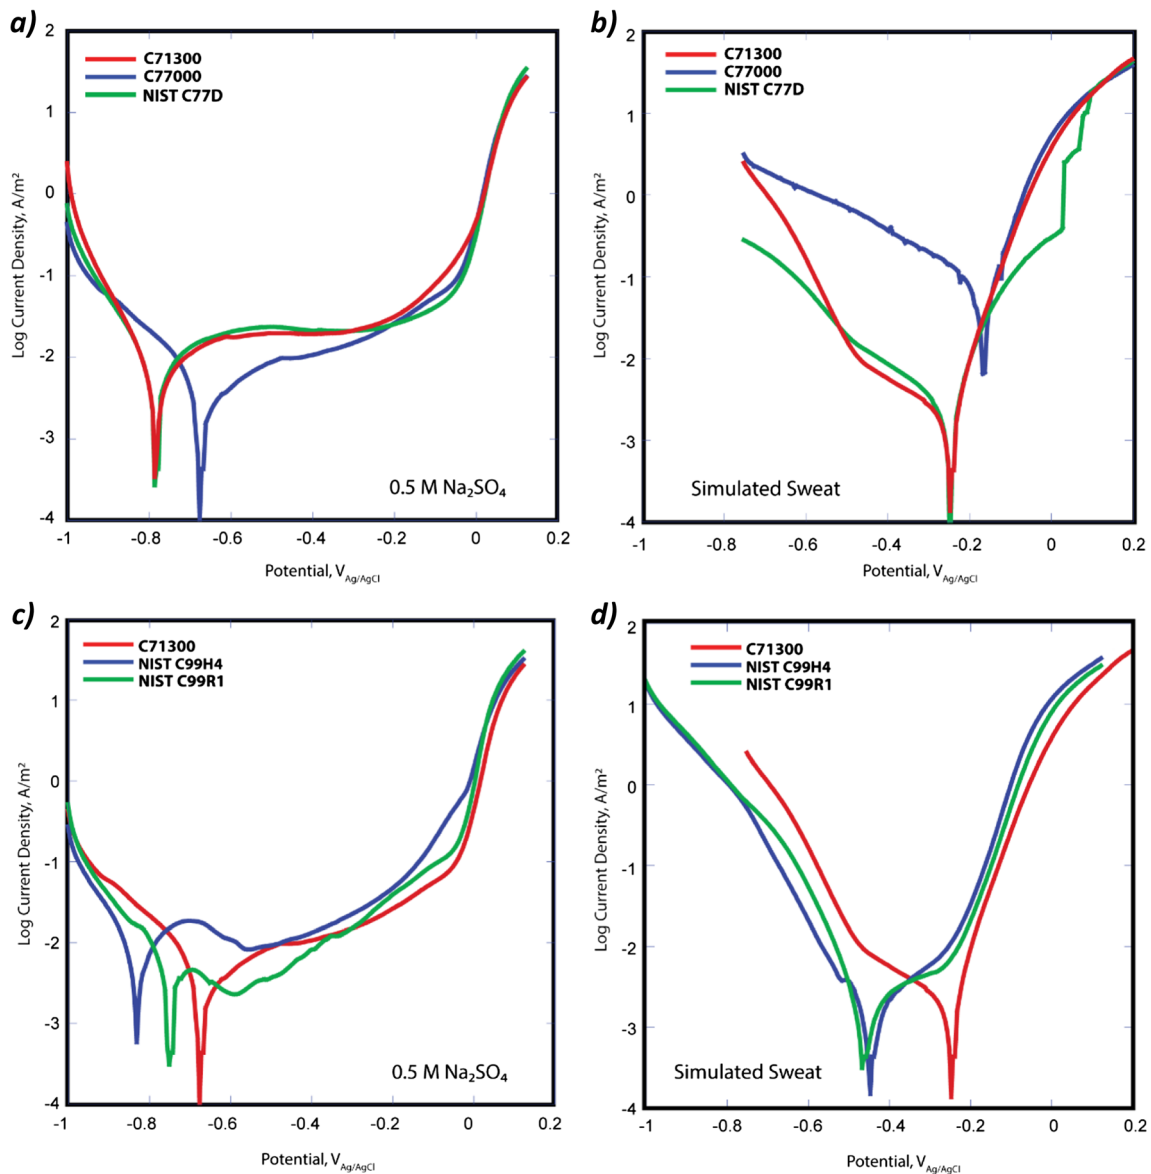 a)
2
1
0
-1
-2
-3
-4
-1
-0.8
-0.6
-0.4
-0.2
0
0.2
Log Current Density, A/m²
Potential, V_Ag/AgCl
C71300
C77000
NIST C77D
0.5 M Na₂SO₄
b)
2
1
0
-1
-2
-3
-4
-1
-0.8
-0.6
-0.4
-0.2
0
0.2
Log Current Density, A/m²
Potential, V_Ag/AgCl
C71300
C77000
NIST C77D
Simulated Sweat
c)
2
1
0
-1
-2
-3
-4
-1
-0.8
-0.6
-0.4
-0.2
0
0.2
Log Current Density, A/m²
Potential, V_Ag/AgCl
C71300
NIST C99H4
NIST C99R1
0.5 M Na₂SO₄
d)
2
1
0
-1
-2
-3
-4
-1
-0.8
-0.6
-0.4
-0.2
0
0.2
Log Current Density, A/m²
Potential, V_Ag/AgCl
C71300
NIST C99H4
NIST C99R1
Simulated Sweat